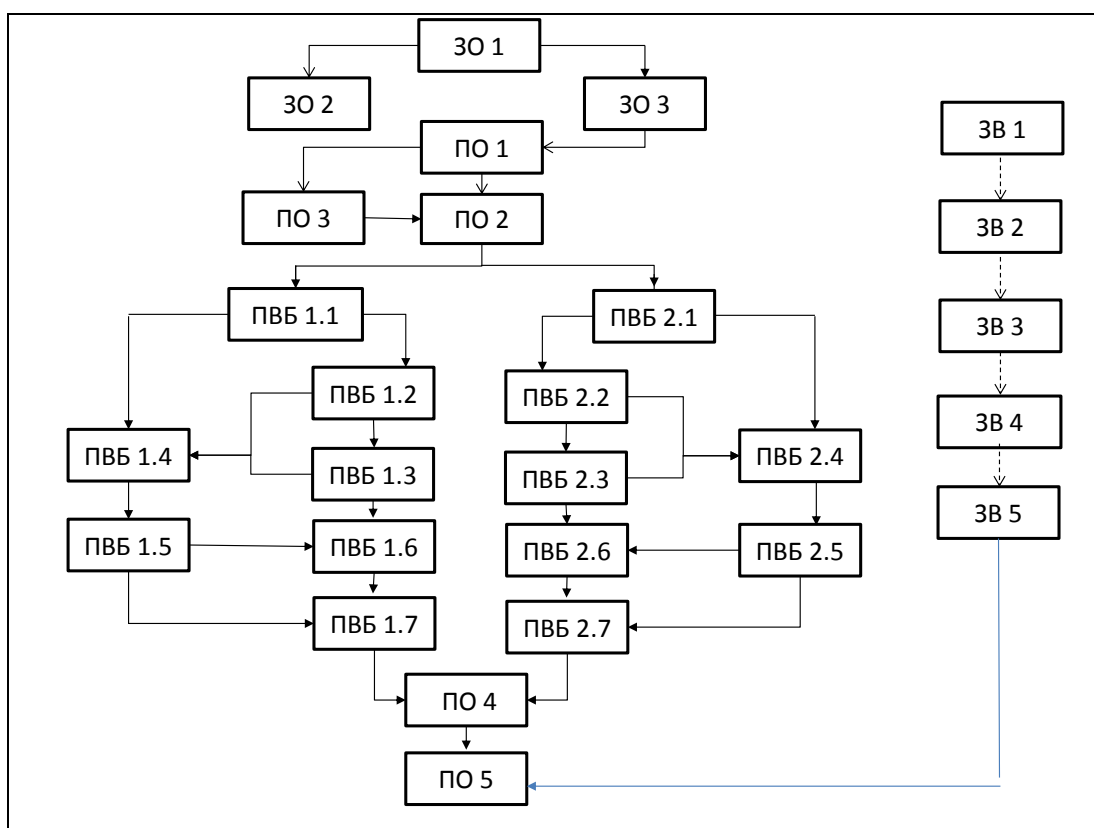 ЗО 1
ЗО 2
ЗО 3
ЗВ 1
ПО 1
ПО 3
ПО 2
ЗВ 2
ПВБ 1.1
ПВБ 2.1
ЗВ 3
ПВБ 1.2
ПВБ 2.2
ЗВ 4
ПВБ 1.4
ПВБ 1.3
ПВБ 2.3
ПВБ 2.4
ЗВ 5
ПВБ 1.5
ПВБ 1.6
ПВБ 2.6
ПВБ 2.5
ПВБ 1.7
ПВБ 2.7
ПО 4
ПО 5